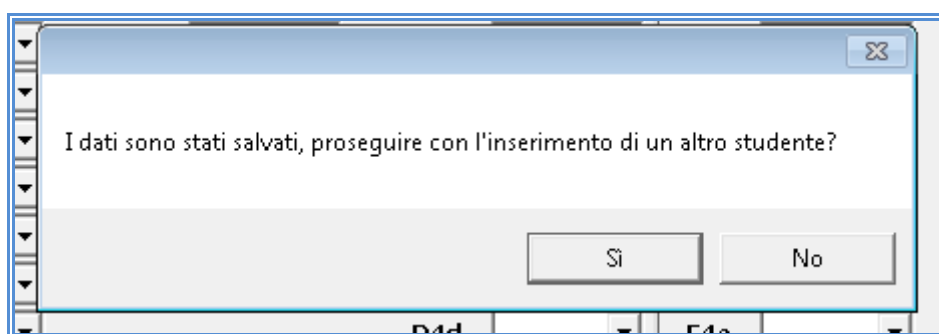 I dati sono stati salvati, proseguire con l'inserimento di un altro studente?
Sì
No